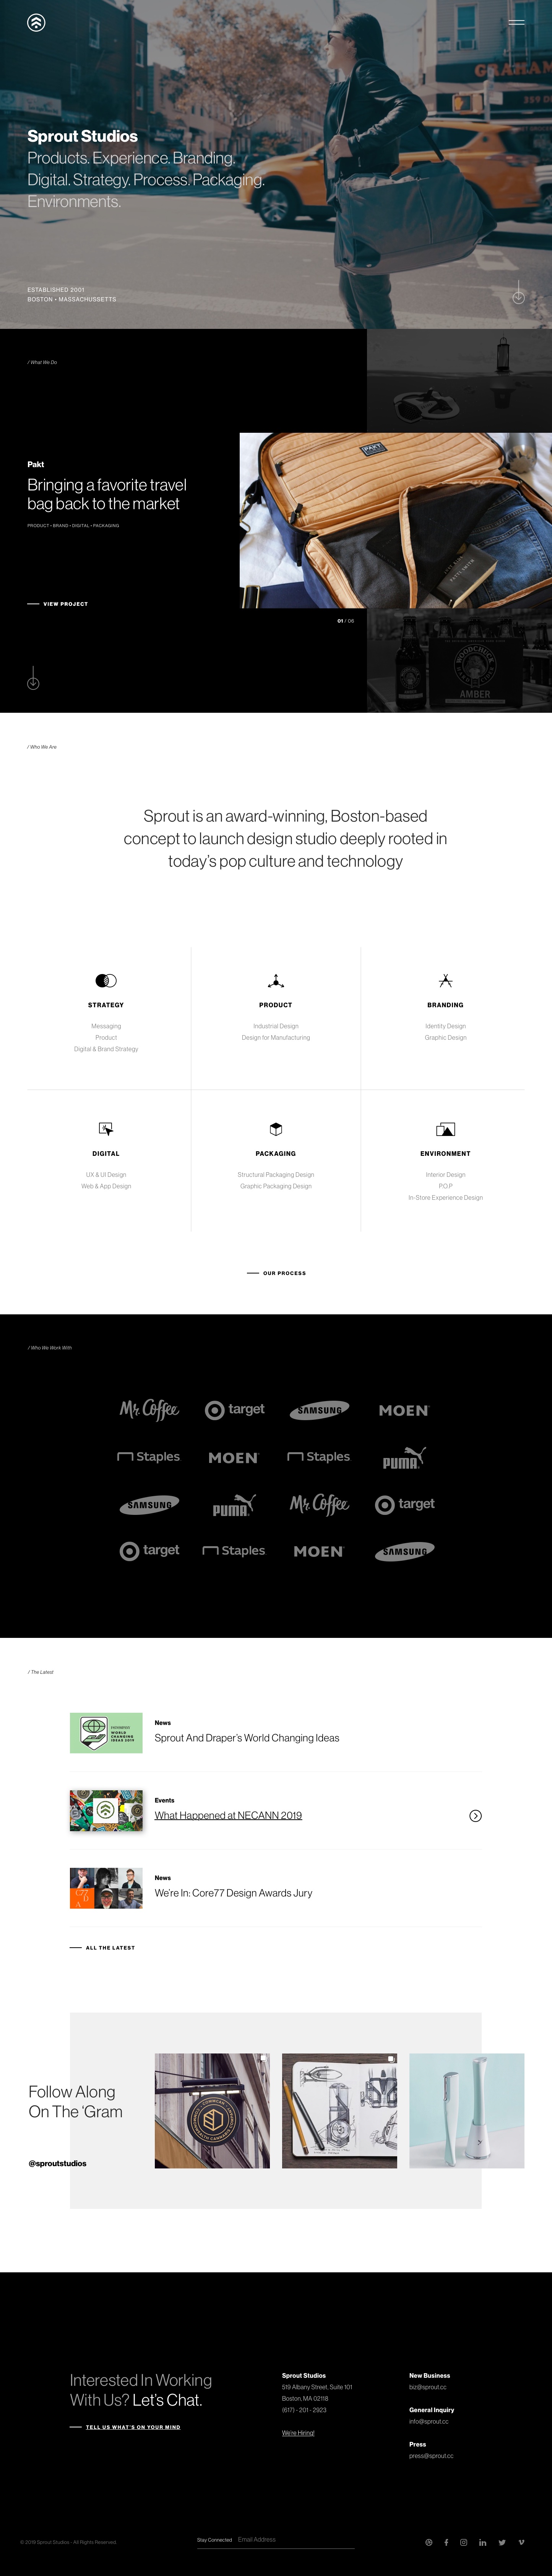 GRAHAM
359.0
Sprout Studios
Products. Experience. Branding.
Digital. Strategy. Process. Packaging.
Environments.
ESTABLISHED 2001
BOSTON • MASSACHUSSETTS
/ What We Do
PAKT
Pakt
Bringing a favorite travel
bag back to the market
PRODUCT • BRAND • DIGITAL • PACKAGING
VIEW PROJECT
01 / 06
WOODCHUCK
AMBER
/ Who We Are
Sprout is an award-winning, Boston-based
concept to launch design studio deeply rooted in
today's pop culture and technology
STRATEGY
Messaging
Product
Digital & Brand Strategy
PRODUCT
Industrial Design
Design for Manufacturing
BRANDING
Identity Design
Graphic Design
DIGITAL
UX & UI Design
Web & App Design
PACKAGING
Structural Packaging Design
Graphic Packaging Design
ENVIRONMENT
Interior Design
P.O.P
In-Store Experience Design
OUR PROCESS
/ Who We Work With
Mr. Coffee target SAMSUNG MOEN
Staples MOEN Staples PUMA
SAMSUNG PUMA Mr. Coffee target
target Staples MOEN SAMSUNG
/ The Latest
WORLD
CHANGING
IDEAS 2019
News
Sprout And Draper's World Changing Ideas
Events
What Happened at NECANN 2019
News
We're In: Core77 Design Awards Jury
ALL THE LATEST
Follow Along
On The 'Gram
@sproutstudios
Interested In Working
With Us? Let's Chat.
TELL US WHAT'S ON YOUR MIND
Sprout Studios
519 Albany Street, Suite 101
Boston, MA 02118
(617) - 201 - 2923
We're Hiring!
New Business
biz@sprout.cc
General Inquiry
info@sprout.cc
Press
press@sprout.cc
© 2019 Sprout Studios - All Rights Reserved.
Stay Connected Email Address